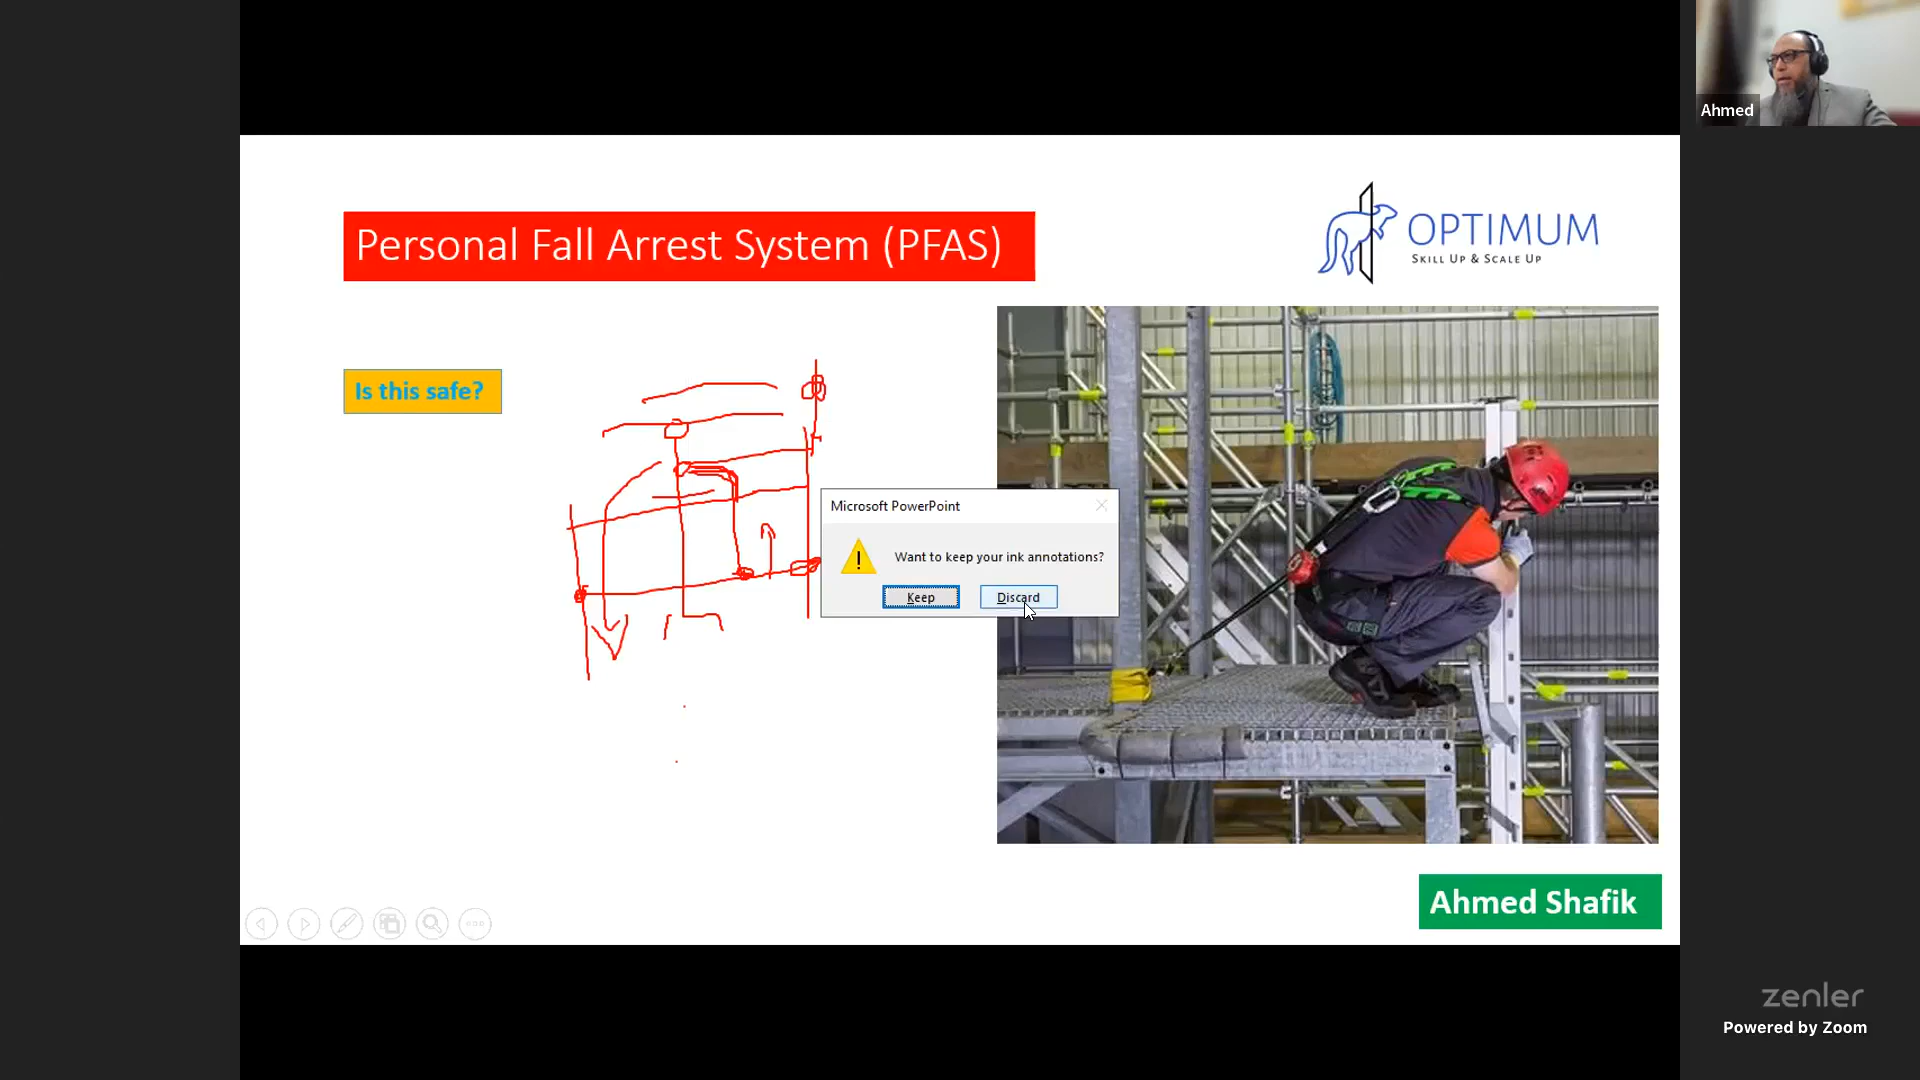 Ahmed
Personal Fall Arrest System (PFAS)
OPTIMUM
SKILL UP & SCALE UP
Is this safe?
Microsoft PowerPoint
Want to keep your ink annotations?
Keep
Discard
Ahmed Shafik
zenler
Powered by Zoom